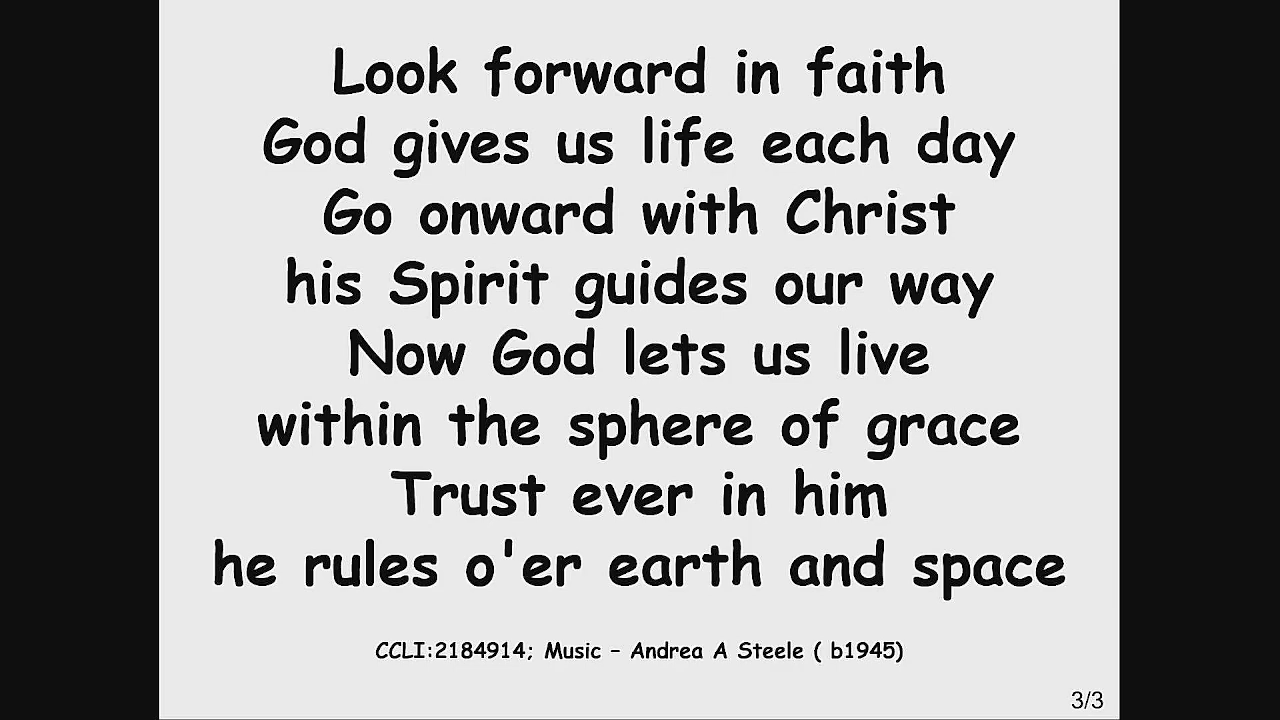 Look forward in faith
God gives us life each day
Go onward with Christ
his Spirit guides our way
Now God lets us live
within the sphere of grace
Trust ever in him
he rules o'er earth and space
CCLI:2184914; Music – Andrea A Steele ( b1945)
3/3